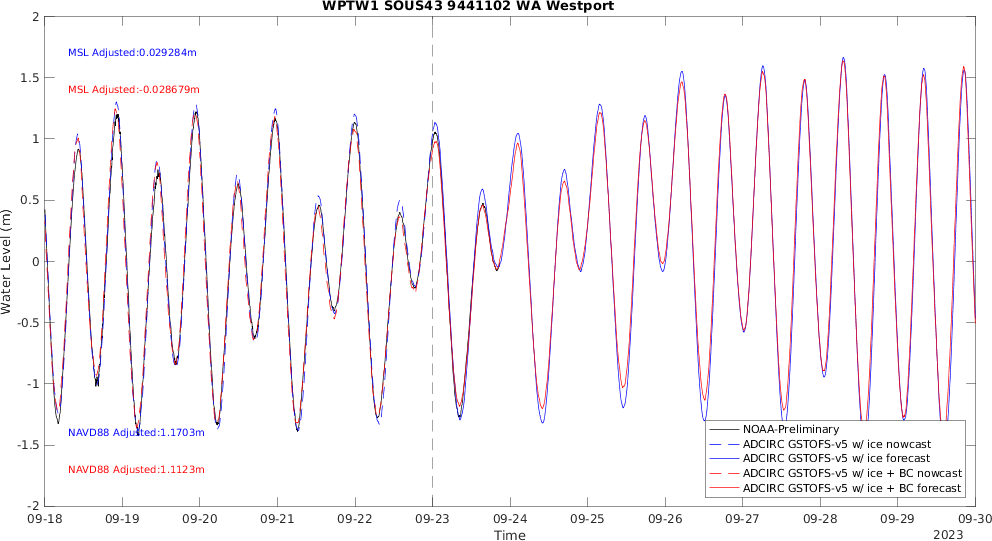 WPTW1 SOUS43 9441102 WA Westport
2
1.5
1
0.5
0
-0.5
-1
-1.5
-2
Water Level (m)
MSL Adjusted:0.029284m
MSL Adjusted:-0.028679m
NAVD88 Adjusted:1.1703m
NAVD88 Adjusted:1.1123m
NOAA-Preliminary
ADCIRC GSTOFS-v5 w/ ice nowcast
ADCIRC GSTOFS-v5 w/ ice forecast
ADCIRC GSTOFS-v5 w/ ice + BC nowcast
ADCIRC GSTOFS-v5 w/ ice + BC forecast
09-18 09-19 09-20 09-21 09-22 09-23 09-24 09-25 09-26 09-27 09-28 09-29 09-30
Time
2023